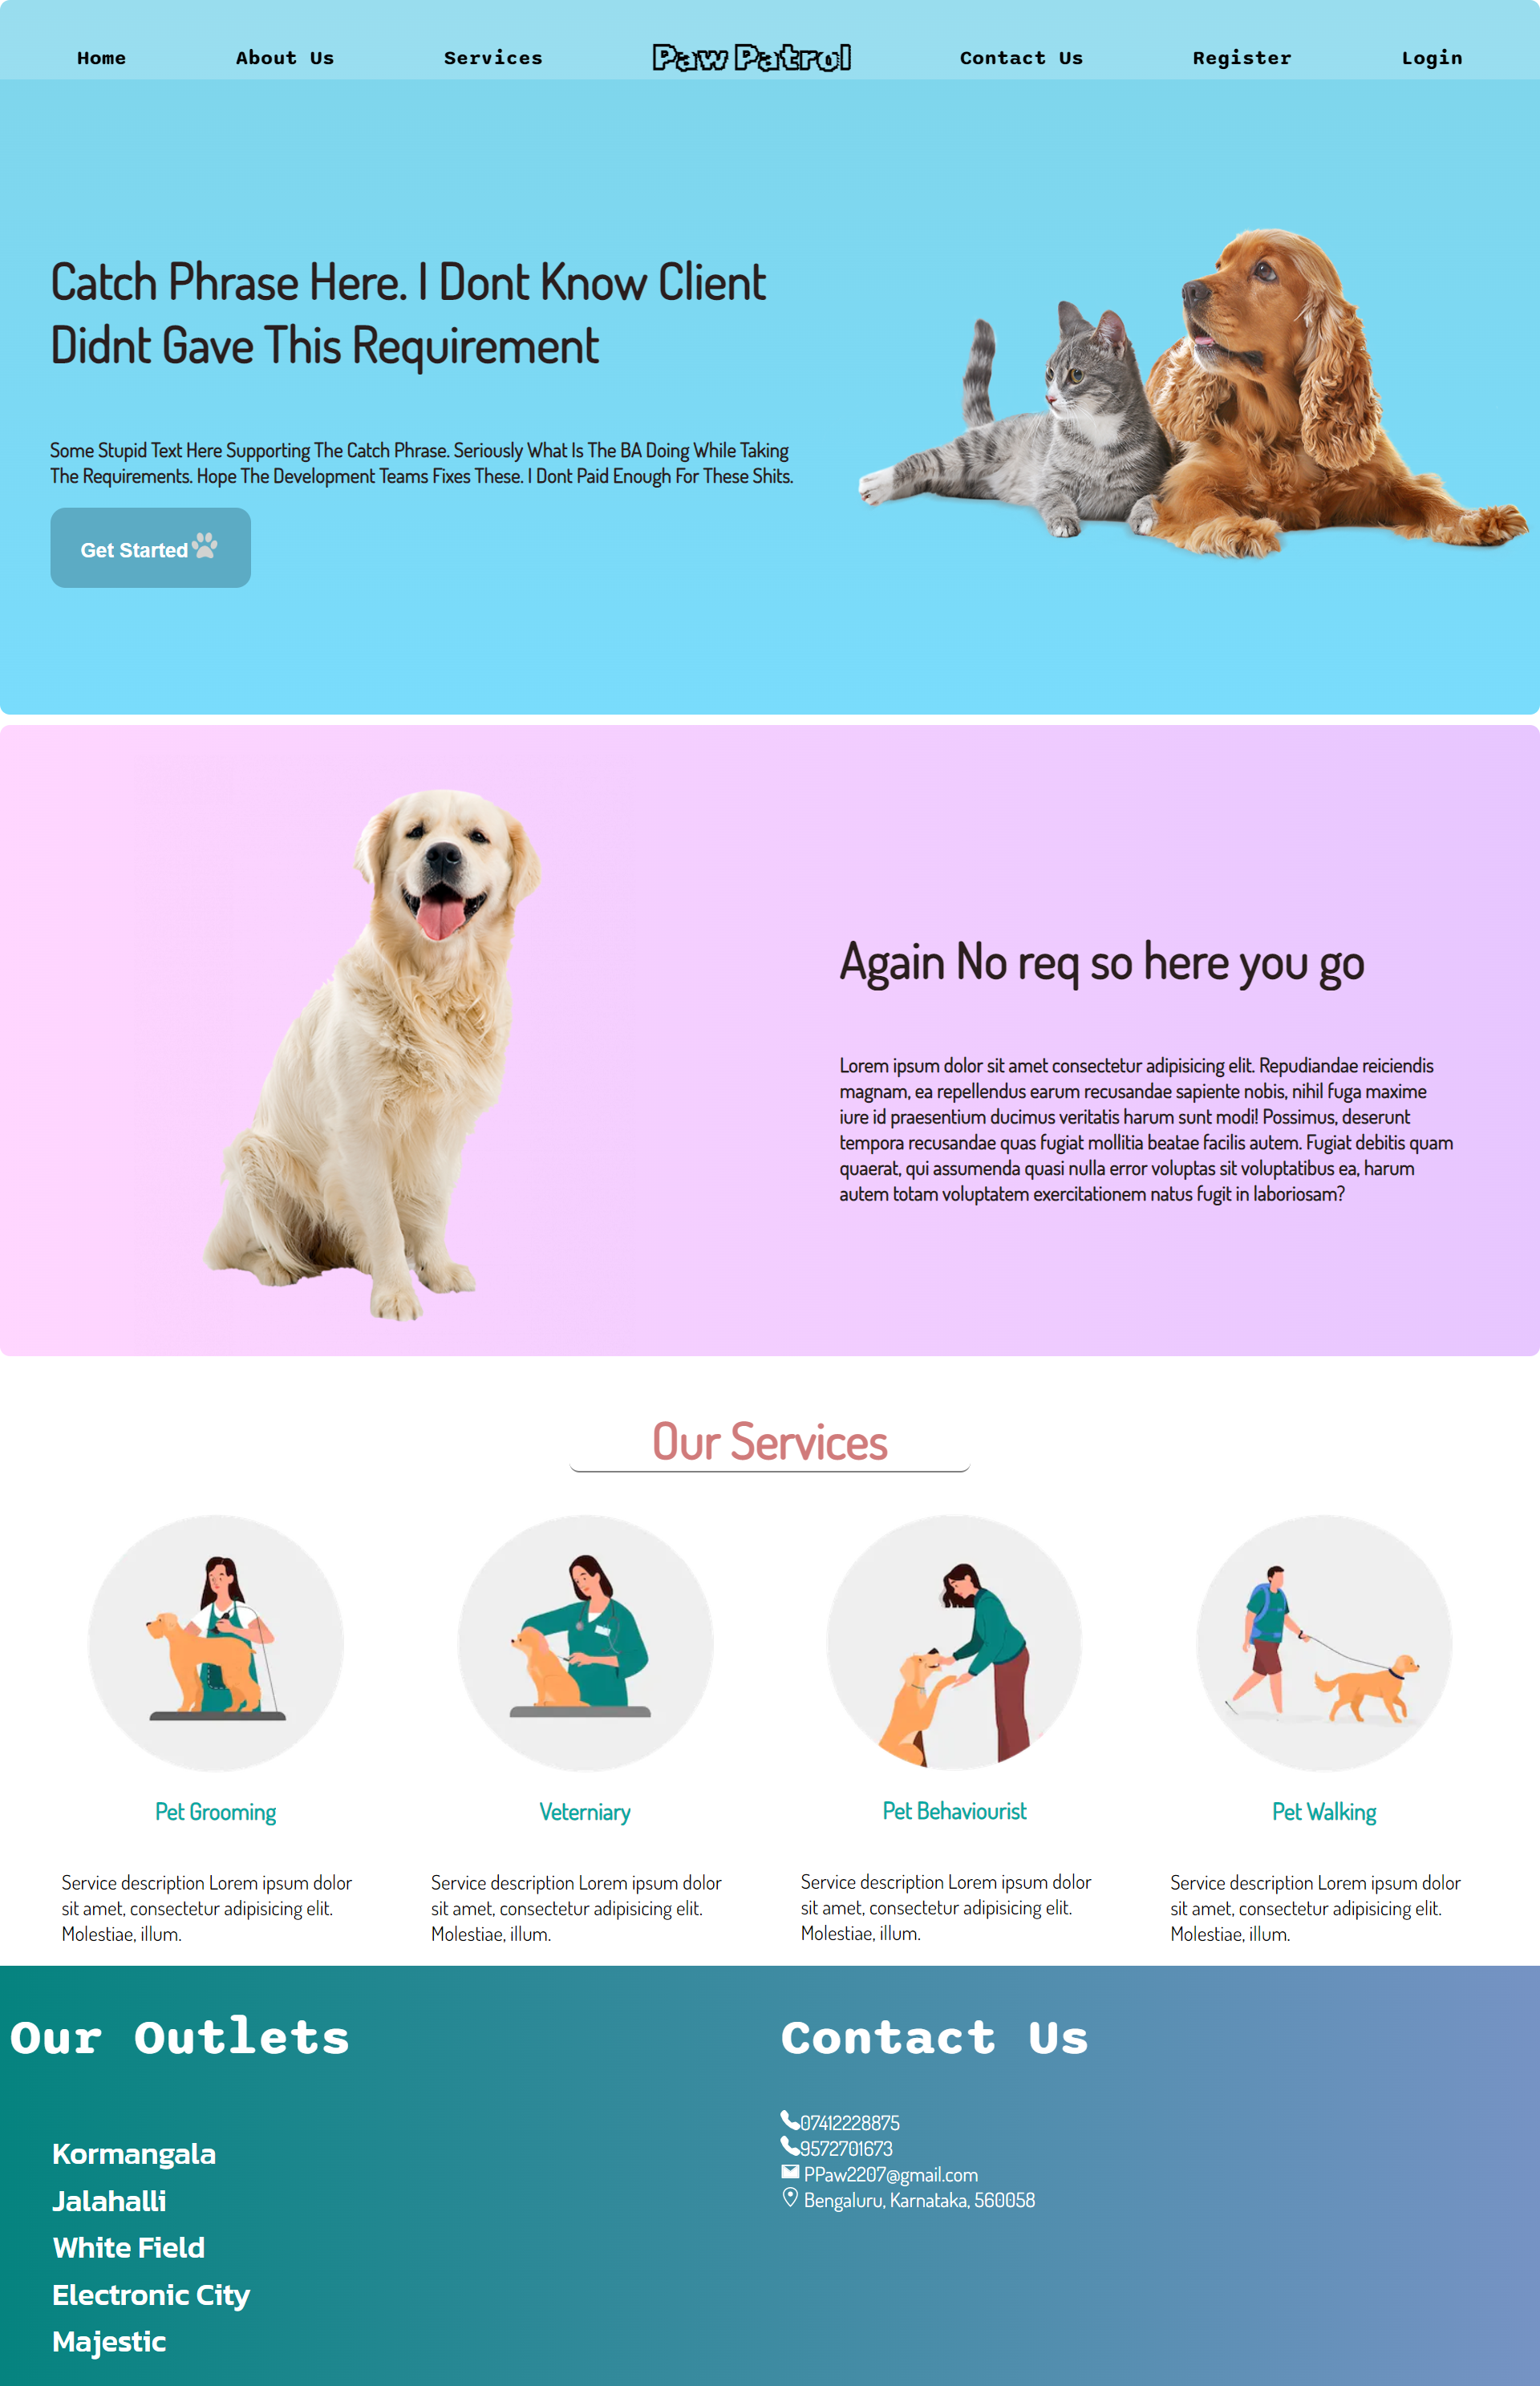 Home About Us Services Paw Patrol Contact Us Register Login
Catch Phrase Here. I Dont Know Client
Didnt Gave This Requirement
Some Stupid Text Here Supporting The Catch Phrase. Seriously What Is The BA Doing While Taking
The Requirements. Hope The Development Teams Fixes These. I Dont Paid Enough For These Shits.
Get Started
Again No req so here you go
Lorem ipsum dolor sit amet consectetur adipisicing elit. Repudiandae reiciendis
magnam, ea repellendus earum recusandae sapiente nobis, nihil fuga maxime
iure id praesentium ducimus veritatis harum sunt modi! Possimus, deserunt
tempora recusandae quas fugiat mollitia beatae facilis autem. Fugiat debitis quam
quaerat, qui assumenda quasi nulla error voluptas sit voluptatibus ea, harum
autem totam voluptatem exercitationem natus fugit in laboriosam?
Our Services
Pet Grooming
Service description Lorem ipsum dolor
sit amet, consectetur adipisicing elit.
Molestiae, illum.
Veterniary
Service description Lorem ipsum dolor
sit amet, consectetur adipisicing elit.
Molestiae, illum.
Pet Behaviourist
Service description Lorem ipsum dolor
sit amet, consectetur adipisicing elit.
Molestiae, illum.
Pet Walking
Service description Lorem ipsum dolor
sit amet, consectetur adipisicing elit.
Molestiae, illum.
Our Outlets
Kormangala
Jalahalli
White Field
Electronic City
Majestic
Contact Us
07412228875
9572701673
PPaw2207@gmail.com
Bengaluru, Karnataka, 560058